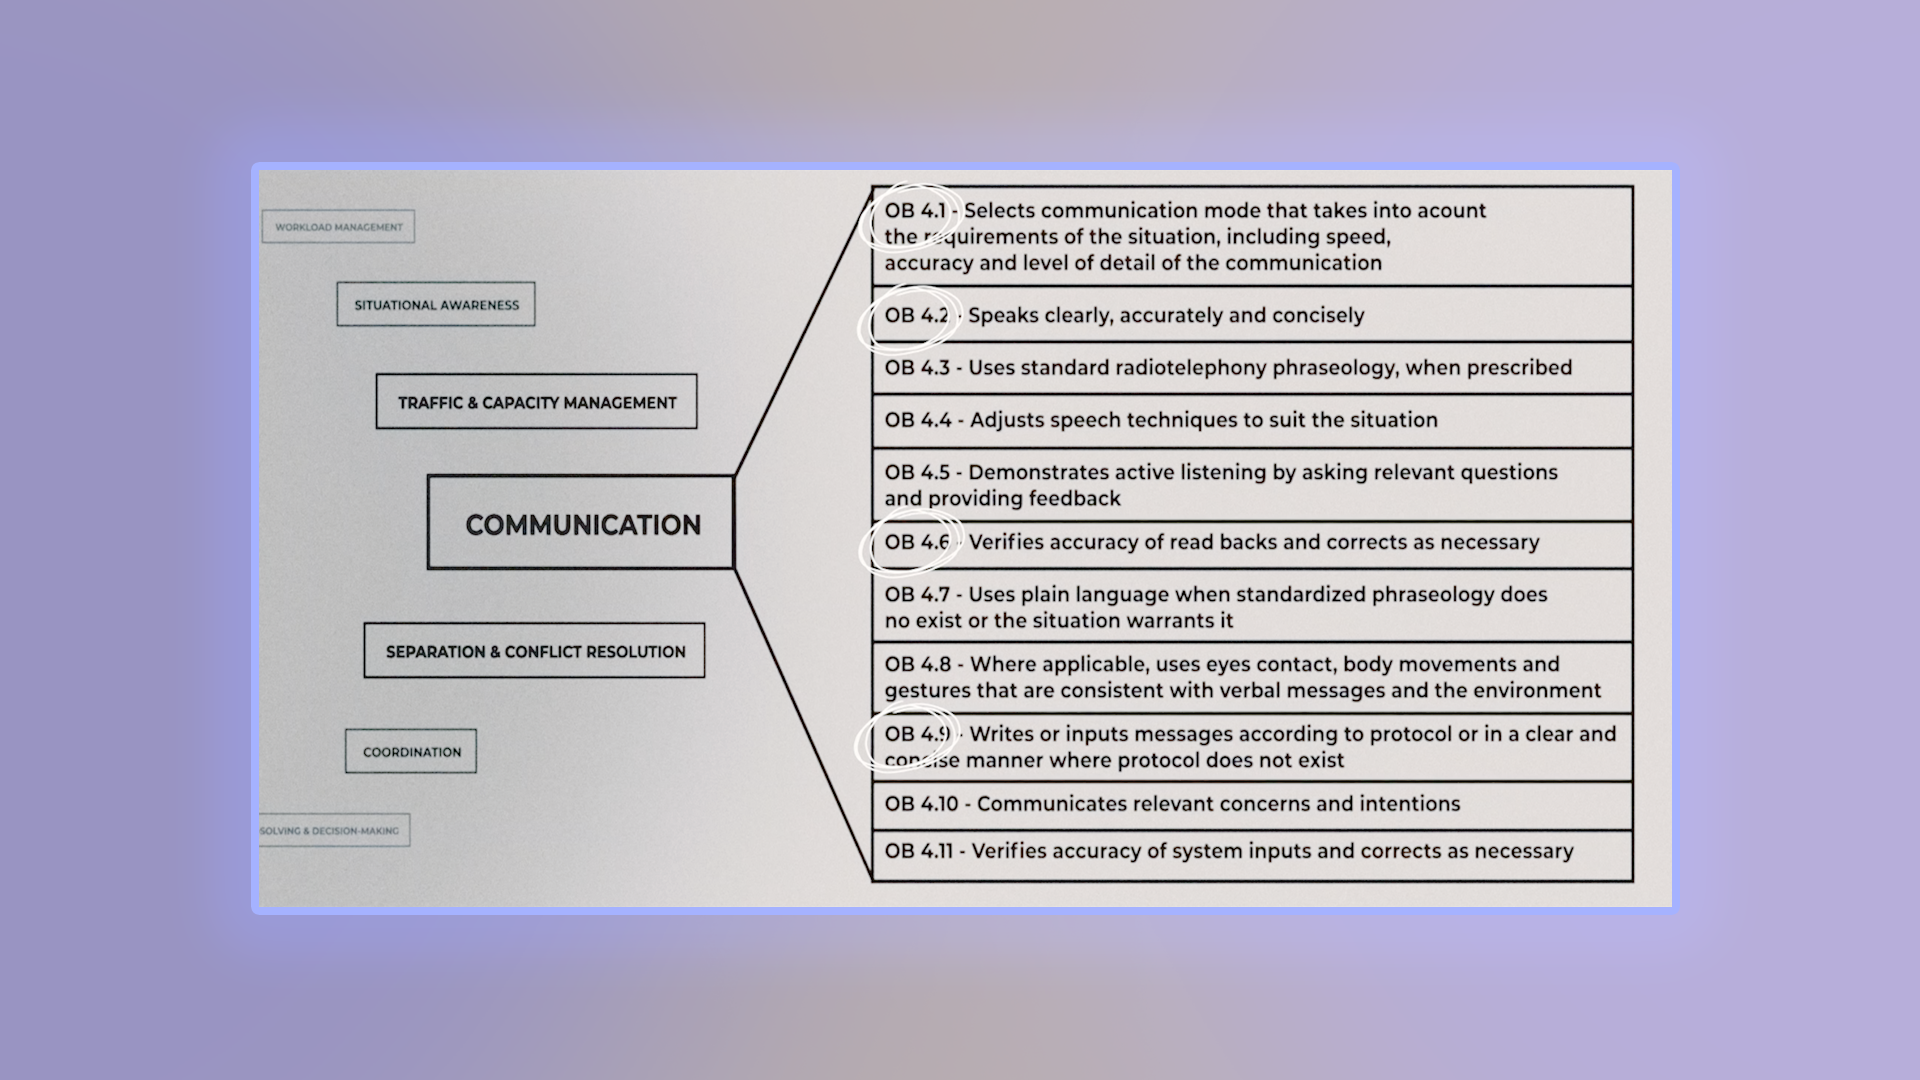 WORKLOAD MANAGEMENT
SITUATIONAL AWARENESS
TRAFFIC & CAPACITY MANAGEMENT
COMMUNICATION
SEPARATION & CONFLICT RESOLUTION
COORDINATION
SOLVING & DECISION-MAKING
OB 4.1 - Selects communication mode that takes into acount
the requirements of the situation, including speed,
accuracy and level of detail of the communication
OB 4.2 - Speaks clearly, accurately and concisely
OB 4.3 - Uses standard radiotelephony phraseology, when prescribed
OB 4.4 - Adjusts speech techniques to suit the situation
OB 4.5 - Demonstrates active listening by asking relevant questions
and providing feedback
OB 4.6 - Verifies accuracy of read backs and corrects as necessary
OB 4.7 - Uses plain language when standardized phraseology does
no exist or the situation warrants it
OB 4.8 - Where applicable, uses eyes contact, body movements and
gestures that are consistent with verbal messages and the environment
OB 4.9 - Writes or inputs messages according to protocol or in a clear and
concise manner where protocol does not exist
OB 4.10 - Communicates relevant concerns and intentions
OB 4.11 - Verifies accuracy of system inputs and corrects as necessary